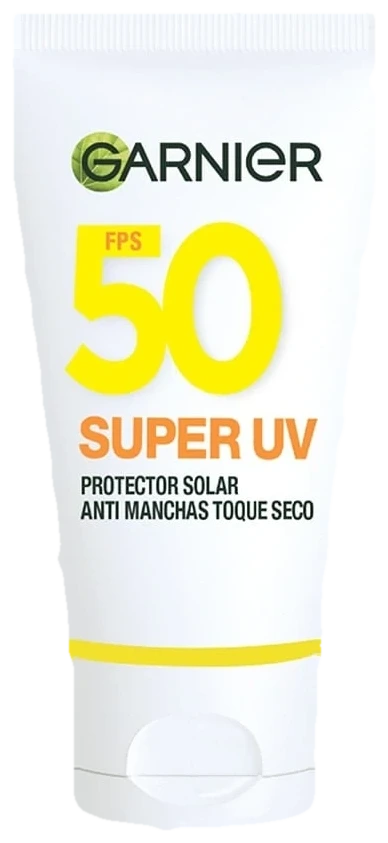 GARNIER
FPS
50
SUPER UV
PROTECTOR SOLAR
ANTI MANCHAS TOQUE SECO